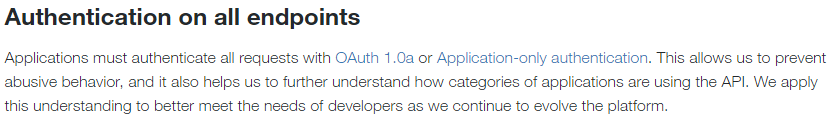 Authentication on all endpoints
Applications must authenticate all requests with OAuth 1.0a or Application-only authentication. This allows us to prevent
abusive behavior, and it also helps us to further understand how categories of applications are using the API. We apply
this understanding to better meet the needs of developers as we continue to evolve the platform.